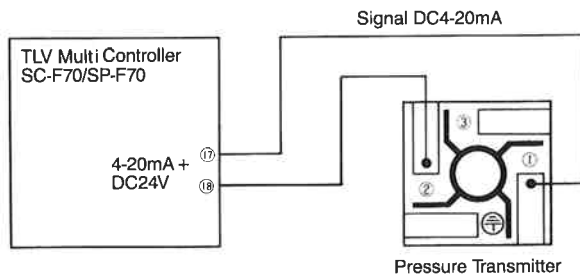 Signal DC4-20mA
TLV Multi Controller
SC-F70/SP-F70
4-20mA +
DC24V
⑰
⑱
③
①
②
Pressure Transmitter